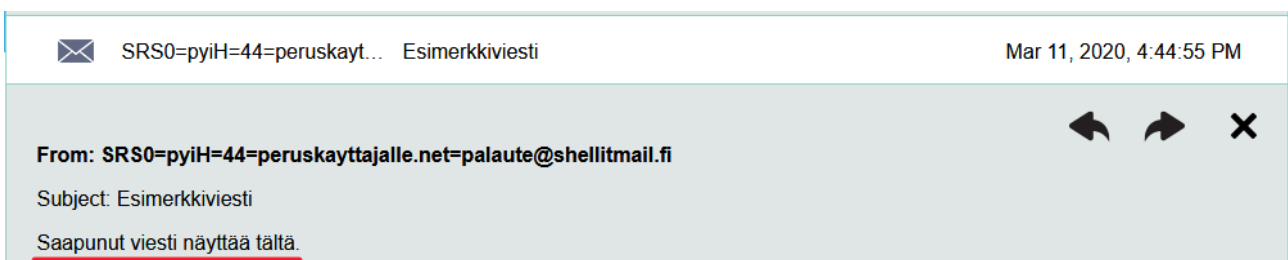 SRS0=pyiH=44=peruskayt... Esimerkkiviesti Mar 11, 2020, 4:44:55 PM
From: SRS0=pyiH=44=peruskayttajalle.net=palaute@shellitmail.fi
Subject: Esimerkkiviesti
Saapunut viesti näyttää tältä.